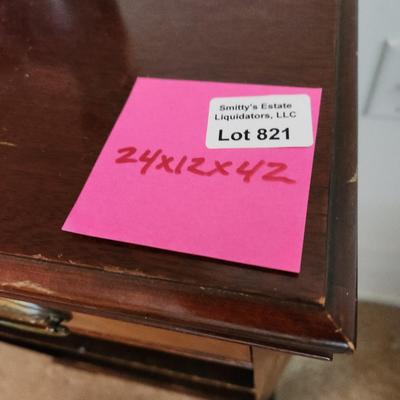 Smitty's Estate
Liquidators, LLC
Lot 821
24x12x42